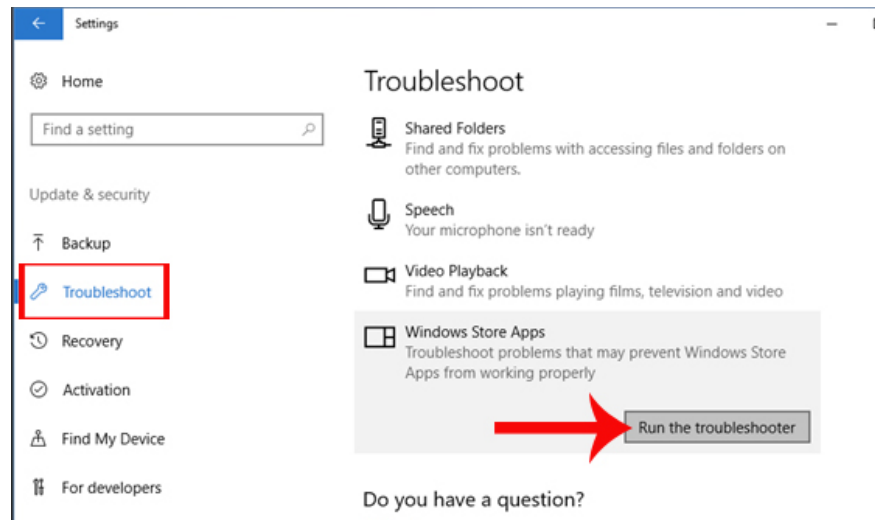 Settings
Home
Find a setting
Update & security
Backup
Troubleshoot
Recovery
Activation
Find My Device
For developers
Troubleshoot
Shared Folders
Find and fix problems with accessing files and folders on
other computers.
Speech
Your microphone isn't ready
Video Playback
Find and fix problems playing films, television and video
Windows Store Apps
Troubleshoot problems that may prevent Windows Store
Apps from working properly
Run the troubleshooter
Do you have a question?